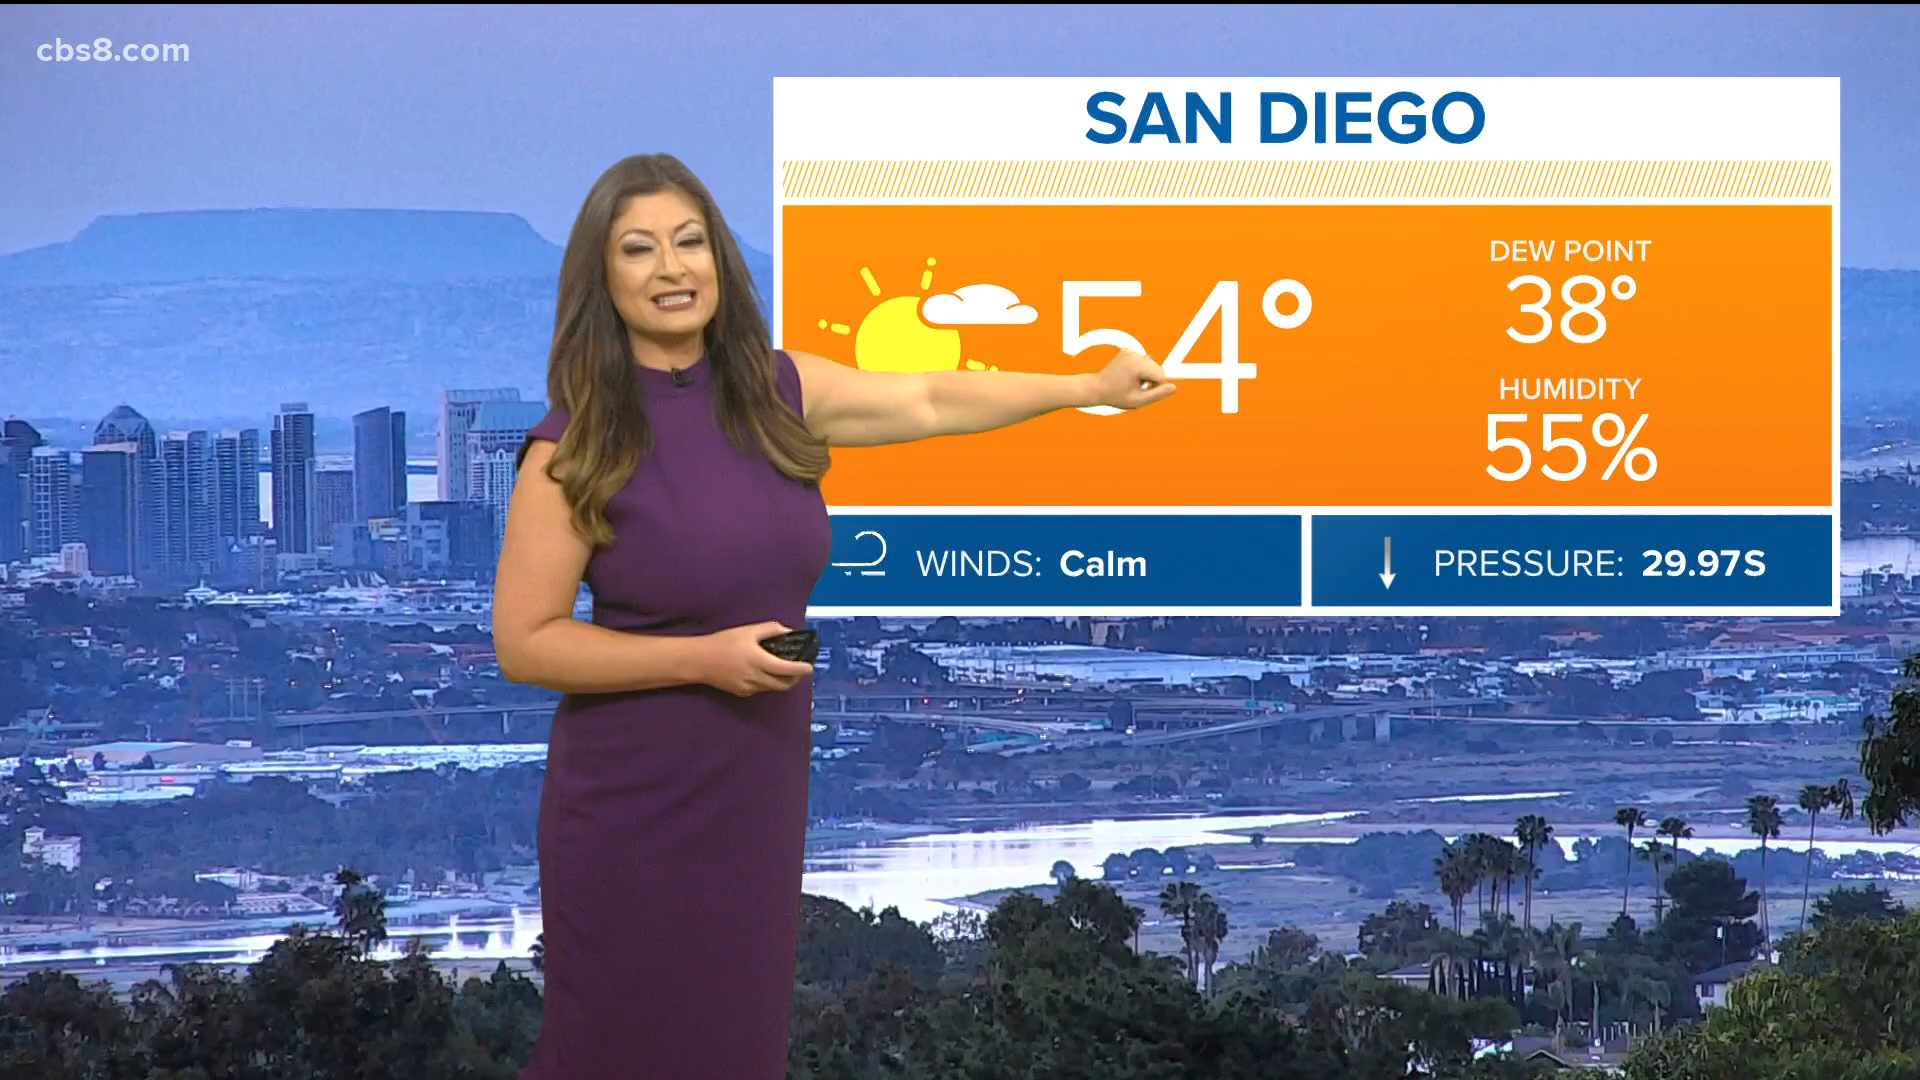 cbs8.com
SAN DIEGO
54°
DEW POINT
38°
HUMIDITY
55%
WINDS: Calm
PRESSURE: 29.97S